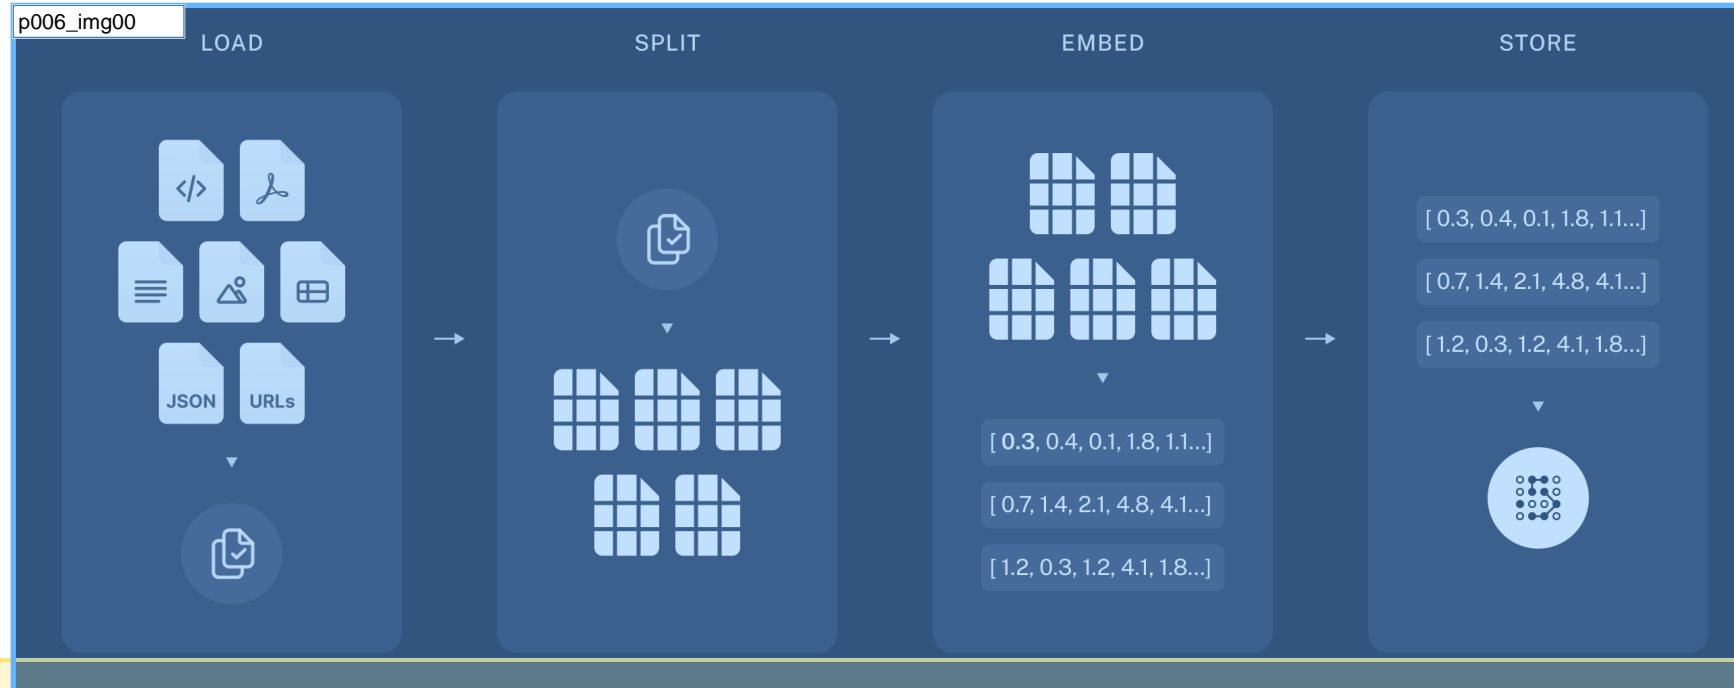 p006_img00
LOAD
SPLIT
EMBED
STORE
JSON
URLs
[ 0.3, 0.4, 0.1, 1.8, 1.1...]
[ 0.7, 1.4, 2.1, 4.8, 4.1...]
[ 1.2, 0.3, 1.2, 4.1, 1.8...]
[ 0.3, 0.4, 0.1, 1.8, 1.1...]
[ 0.7, 1.4, 2.1, 4.8, 4.1...]
[ 1.2, 0.3, 1.2, 4.1, 1.8...]